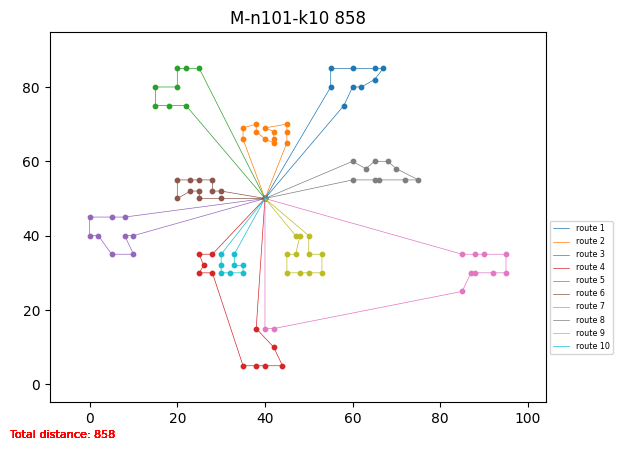 M-n101-k10 858
80
60
40
20
0
0 20 40 60 80 100
route 1
route 2
route 3
route 4
route 5
route 6
route 7
route 8
route 9
route 10
Total distance: 858